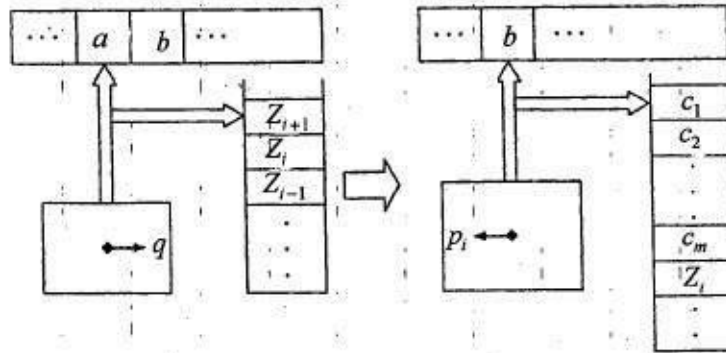 ··· a b ···
Z_{i+1}
Z_i
Z_{i-1}
q
··· b ···
c_1
c_2
c_m
Z_i
p_i